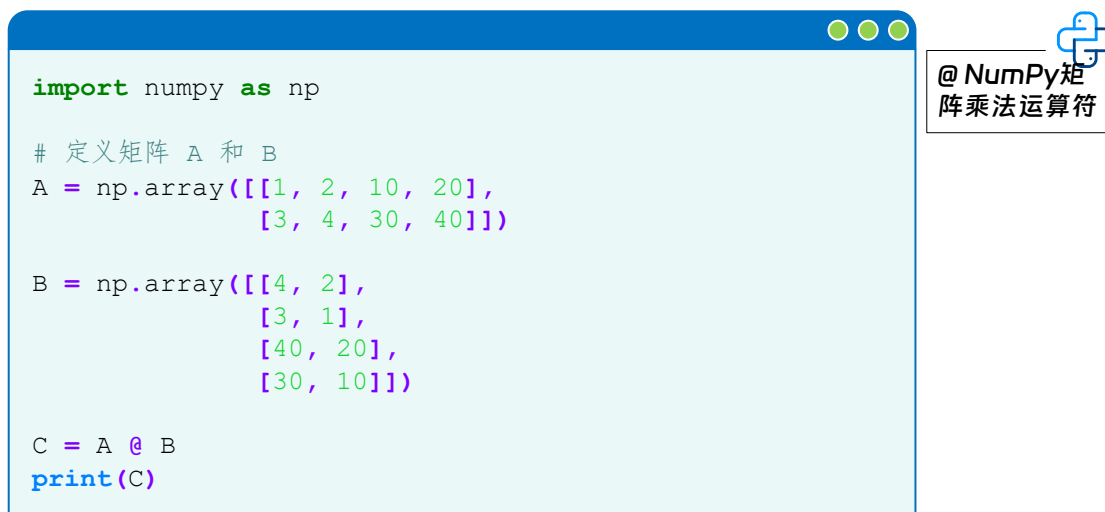 import numpy as np
# 定义矩阵 A 和 B
A = np.array([[1, 2, 10, 20],
[3, 4, 30, 40]])
B = np.array([[4, 2],
[3, 1],
[40, 20],
[30, 10]])
C = A @ B
print(C)
@ NumPy矩
阵乘法运算符